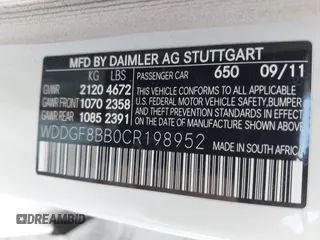 MFD BY DAIMLER AG STUTTGART
KG LBS PASSENGER CAR 650 09/11
GVWR 2120 4672
GAWR FRONT 1070 2358
GAWR REAR 1085 2391
THIS VEHICLE CONFORMS TO ALL
APPLICABLE U.S. FEDERAL MOTOR
VEHICLE SAFETY, BUMPER AND
THEFT PREVENTION STANDARDS IN
EFFECT ON THE DATE OF
MANUFACTURE SHOWN ABOVE
WDDGF8BB0CR198952
MADE IN SOUTH AFRICA
DREAMBID